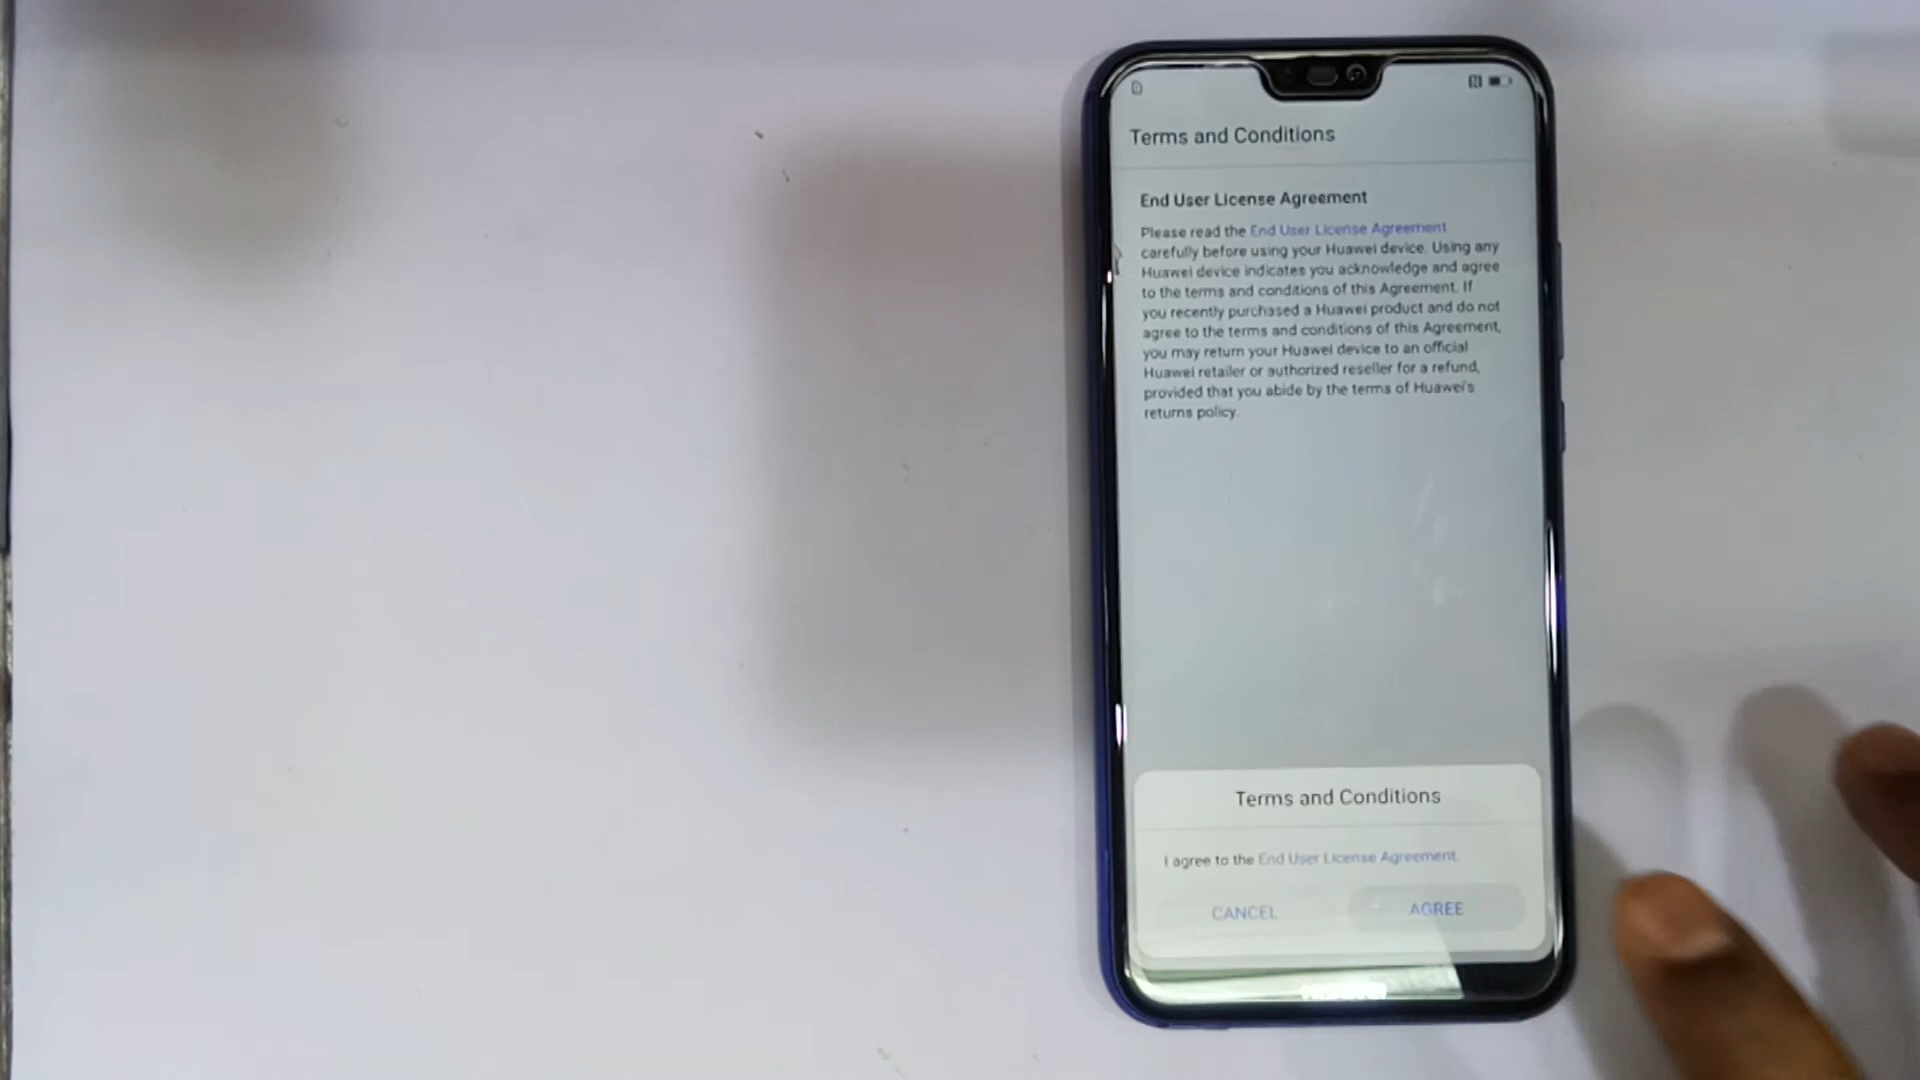 Terms and Conditions
End User License Agreement
Please read the End User License Agreement
carefully before using your Huawei device. Using any
Huawei device indicates you acknowledge and agree
to the terms and conditions of this Agreement. If
you recently purchased a Huawei product and do not
agree to the terms and conditions of this Agreement,
you may return your Huawei device to an official
Huawei retailer or authorized reseller for a refund,
provided that you abide by the terms of Huawei's
returns policy.
Terms and Conditions
I agree to the End User License Agreement.
CANCEL
AGREE